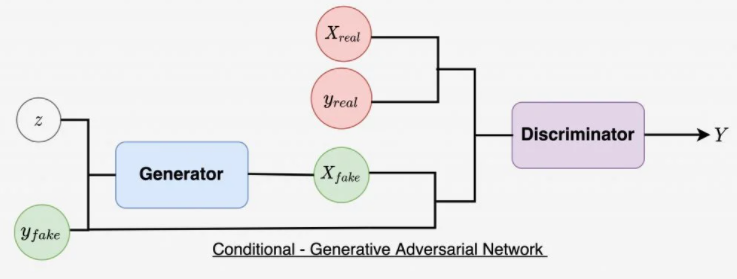 X_real
y_real
z
Generator
X_fake
Discriminator
Y
y_fake
Conditional - Generative Adversarial Network